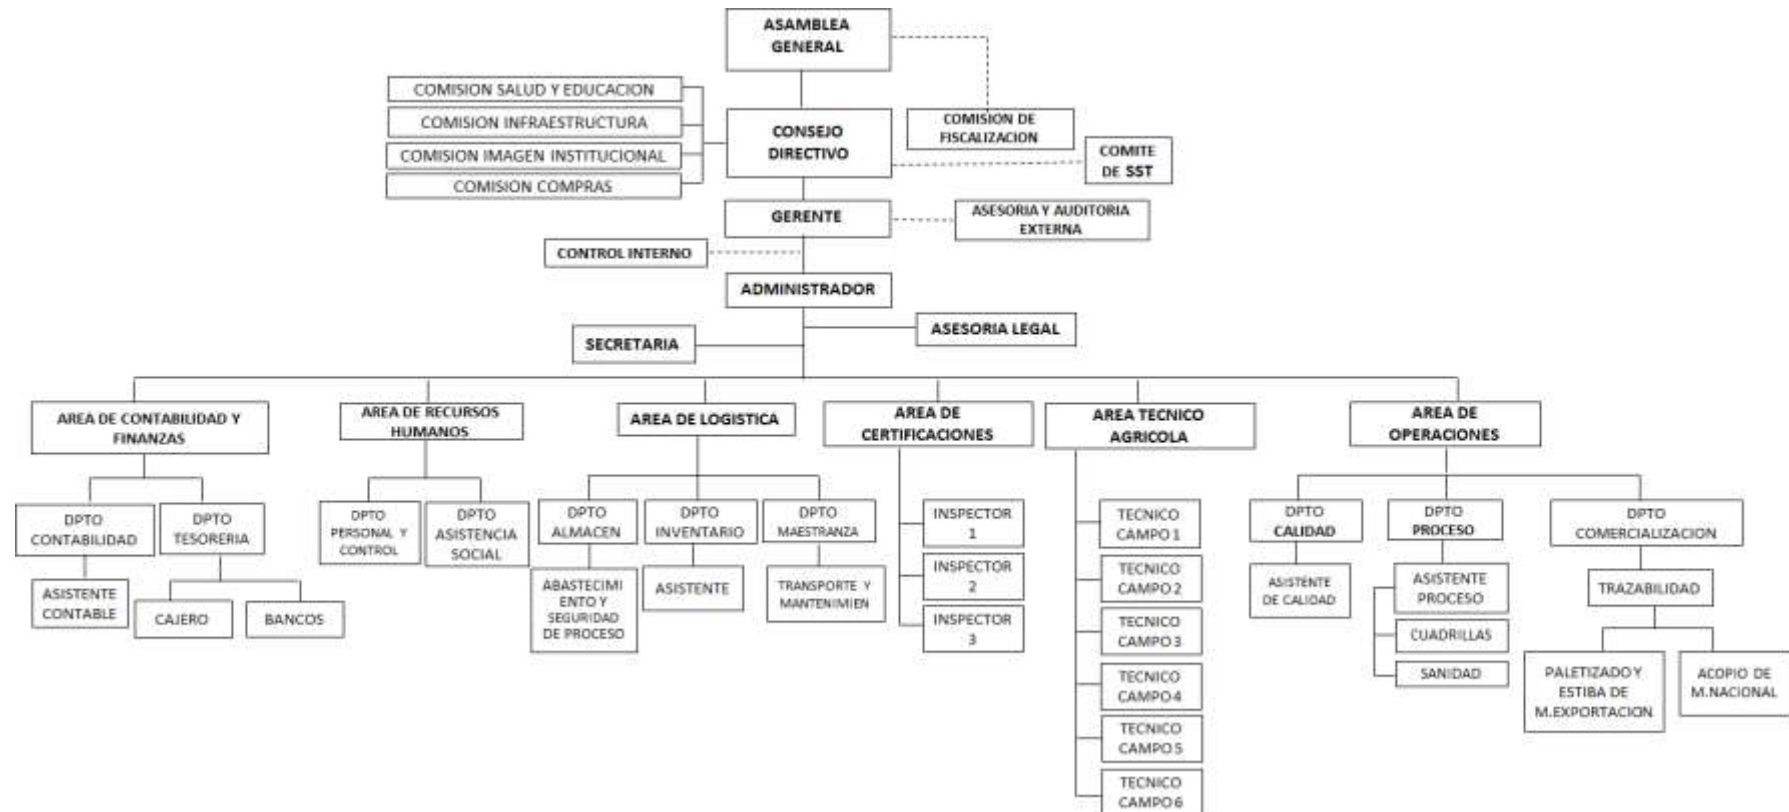 ASAMBLEA
GENERAL
COMISION SALUD Y EDUCACION
COMISION INFRAESTRUCTURA
COMISION IMAGEN INSTITUCIONAL
COMISION COMPRAS
CONSEJO
DIRECTIVO
COMISION DE
FISCALIZACION
COMITE
DE SST
GERENTE
ASESORIA Y AUDITORIA
EXTERNA
CONTROL INTERNO
ADMINISTRADOR
ASESORIA LEGAL
SECRETARIA
AREA DE CONTABILIDAD Y
FINANZAS
AREA DE RECURSOS
HUMANOS
AREA DE LOGISTICA
AREA DE
CERTIFICACIONES
AREA TECNICO
AGRICOLA
AREA DE
OPERACIONES
DPTO
CONTABILIDAD
DPTO
TESORERIA
DPTO
PERSONAL Y
CONTROL
DPTO
ASISTENCIA
SOCIAL
DPTO
ALMACEN
DPTO
INVENTARIO
DPTO
MAESTRANZA
INSPECTOR
1
TECNICO
CAMPO 1
DPTO
CALIDAD
DPTO
PROCESO
DPTO
COMERCIALIZACION
ASISTENTE
CONTABLE
CAJERO
BANCOS
ABASTECIMI
ENTO Y
SEGURIDAD
DE PROCESO
ASISTENTE
TRANSPORTE Y
MANTENIMIEN
INSPECTOR
2
INSPECTOR
3
TECNICO
CAMPO 2
TECNICO
CAMPO 3
TECNICO
CAMPO 4
TECNICO
CAMPO 5
TECNICO
CAMPO 6
ASISTENTE
DE CALIDAD
ASISTENTE
PROCESO
CUADRILLAS
SANIDAD
TRAZABILIDAD
PALETIZADO Y
ESTIBA DE
M.EXPORTACION
ACOPIO DE
M.NACIONAL